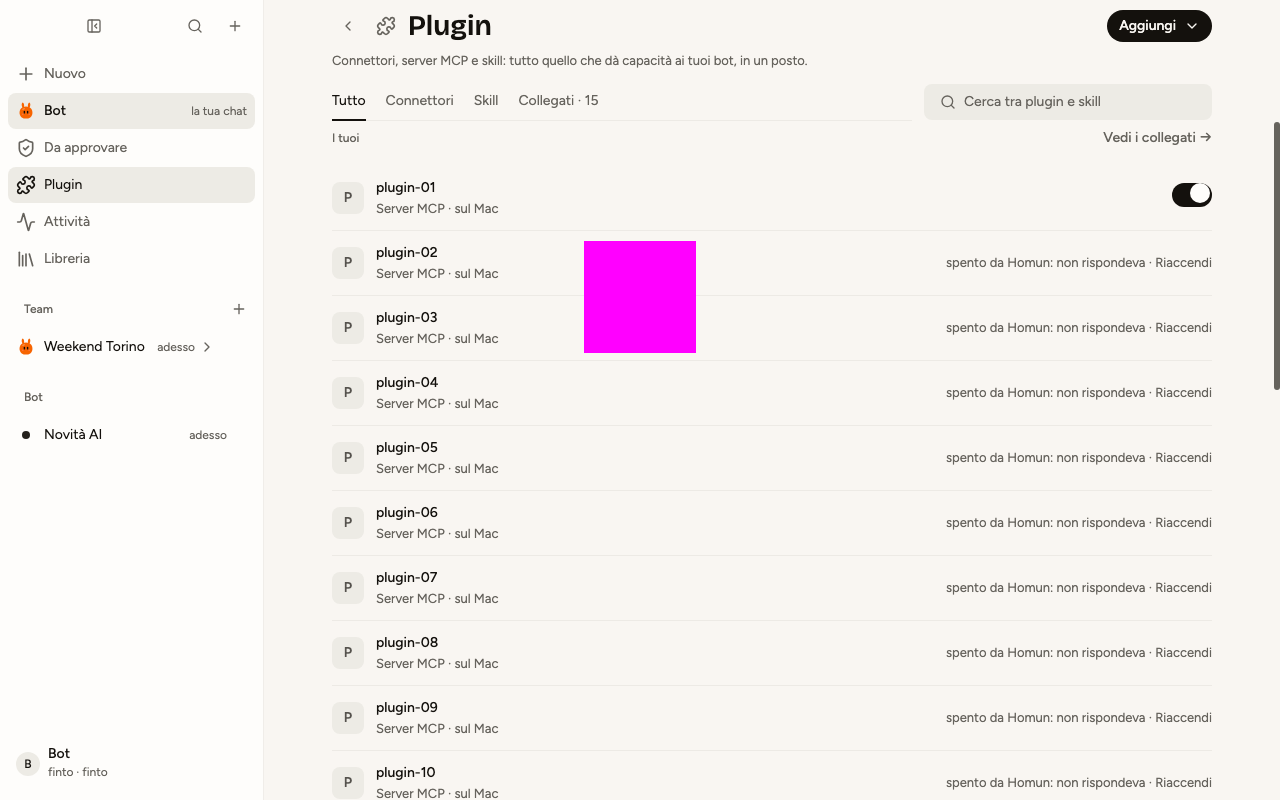 Plugin
Aggiungi
Connettori, server MCP e skill: tutto quello che dà capacità ai tuoi bot, in un posto.
Tutto
Connettori
Skill
Collegati · 15
Cerca tra plugin e skill
I tuoi
Vedi i collegati →
P
plugin-01
Server MCP · sul Mac
P
plugin-02
Server MCP · sul Mac
spento da Homun: non rispondeva · Riaccendi
P
plugin-03
Server MCP · sul Mac
spento da Homun: non rispondeva · Riaccendi
P
plugin-04
Server MCP · sul Mac
spento da Homun: non rispondeva · Riaccendi
P
plugin-05
Server MCP · sul Mac
spento da Homun: non rispondeva · Riaccendi
P
plugin-06
Server MCP · sul Mac
spento da Homun: non rispondeva · Riaccendi
P
plugin-07
Server MCP · sul Mac
spento da Homun: non rispondeva · Riaccendi
P
plugin-08
Server MCP · sul Mac
spento da Homun: non rispondeva · Riaccendi
P
plugin-09
Server MCP · sul Mac
spento da Homun: non rispondeva · Riaccendi
P
plugin-10
Server MCP · sul Mac
spento da Homun: non rispondeva · Riaccendi
Nuovo
Bot
la tua chat
Da approvare
Plugin
Attività
Libreria
Team
Weekend Torino
adesso
Bot
Novità AI
adesso
B
Bot
finto · finto